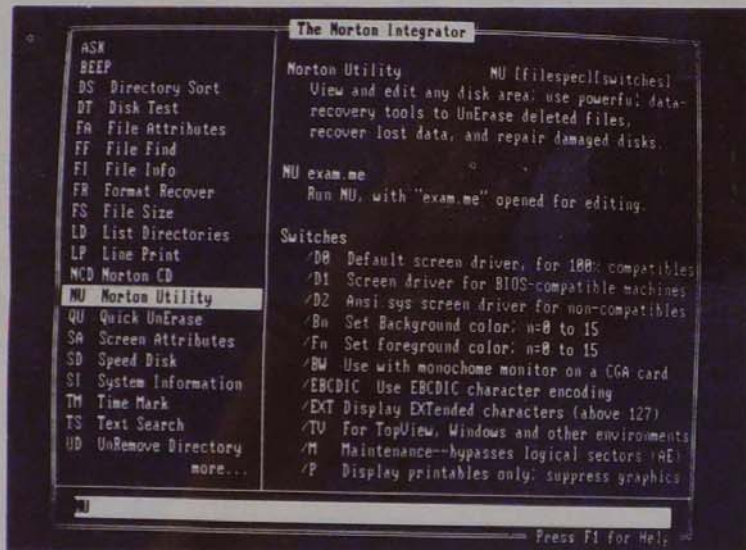 The Norton Integrator
ASK
BEEP
DS Directory Sort
DT Disk Test
FA File Attributes
FF File Find
FI File Info
FR Format Recover
FS File Size
LD List Directories
LP Line Print
NCD Norton CD
NU Norton Utility
QU Quick UnErase
SA Screen Attributes
SD Speed Disk
SI System Information
TM Time Mark
TS Text Search
UD UnRemove Directory
more...
Norton Utility NU [filespec][switches]
View and edit any disk area; use powerful data-
recovery tools to UnErase deleted files,
recover lost data, and repair damaged disks.
NU exam.me
Run NU, with "exam.me" opened for editing.
Switches
/D0 Default screen driver, for 100% compatibles
/D1 Screen driver for BIOS-compatible machines
/D2 Ansi sys screen driver for non-compatibles
/Bn Set Background color; n=0 to 15
/Fn Set foreground color; n=0 to 15
/BW Use with monochome monitor on a CGA card
/EBCDIC Use EBCDIC character encoding
/EXT Display EXTended characters (above 127)
/TV For TopView, Windows and other environments
/M Maintenance--bypasses logical sectors (AE)
/P Display printables only; suppress graphics
NU
Press F1 for Help